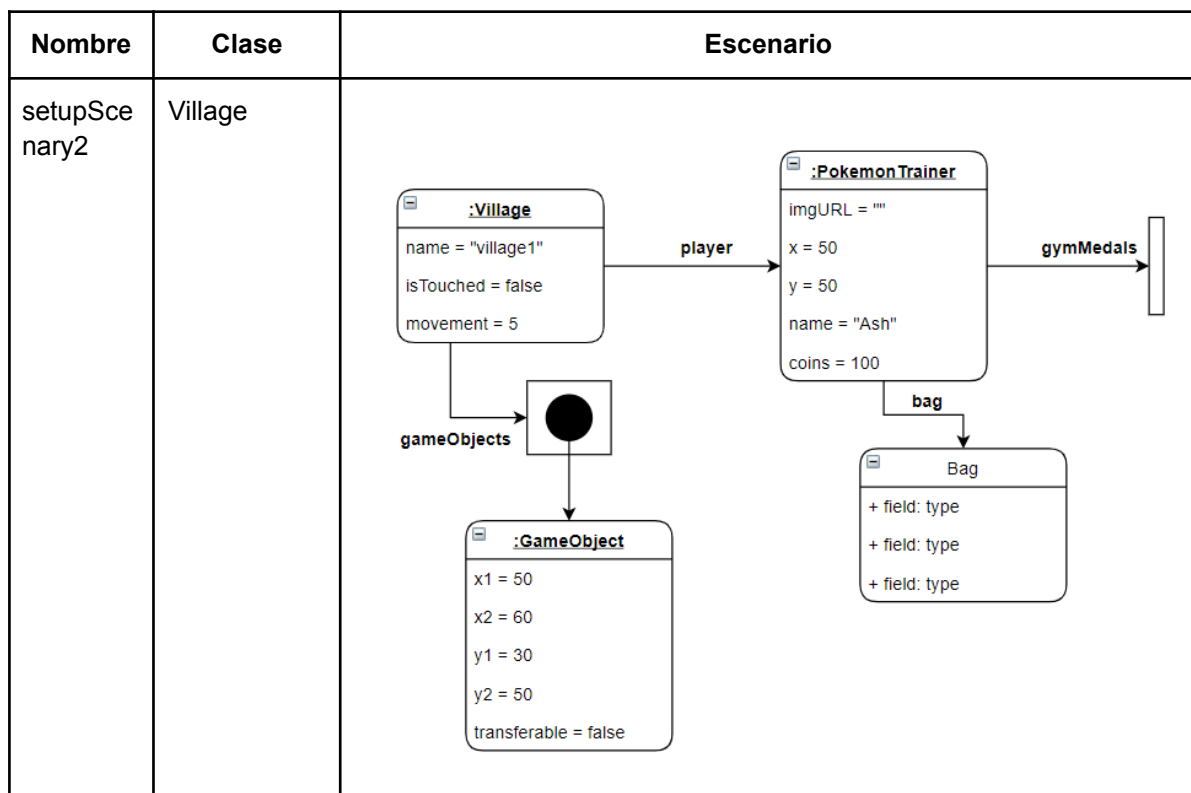 Nombre Clase Escenario
setupSce
nary2
Village
:Village
name = "village1"
isTouched = false
movement = 5
player
:PokemonTrainer
imgURL = ""
x = 50
y = 50
name = "Ash"
coins = 100
gymMedals
gameObjects
bag
:GameObject
x1 = 50
x2 = 60
y1 = 30
y2 = 50
transferable = false
Bag
+ field: type
+ field: type
+ field: type